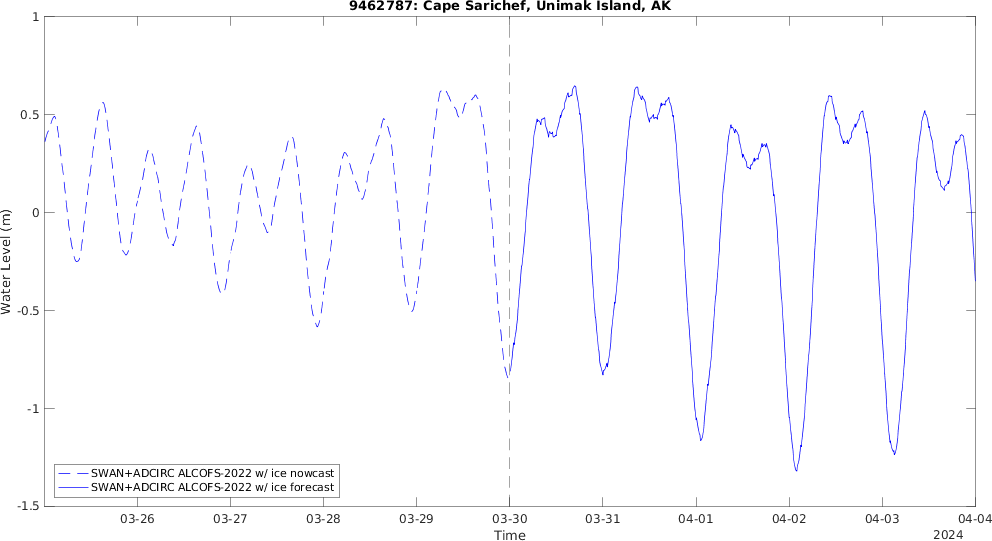 9462787: Cape Sarichef, Unimak Island, AK
1
0.5
0
-0.5
-1
-1.5
Water Level (m)
SWAN+ADCIRC ALCOFS-2022 w/ ice nowcast
SWAN+ADCIRC ALCOFS-2022 w/ ice forecast
03-26 03-27 03-28 03-29 03-30 03-31 04-01 04-02 04-03 04-04
Time
2024